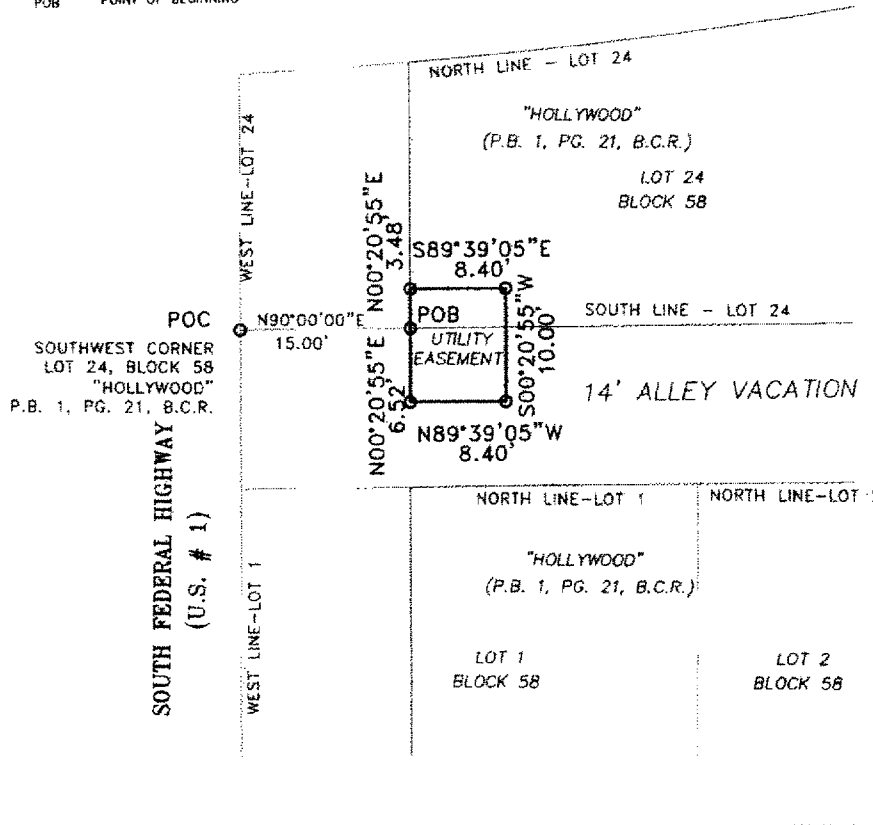 POB POINT OF BEGINNING
NORTH LINE - LOT 24
"HOLLYWOOD"
(P.B. 1, PG. 21, B.C.R.)
LOT 24
BLOCK 58
WEST LINE-LOT 24
N00°20'55"E
3.48'
S89°39'05"E
8.40'
POC
SOUTHWEST CORNER
LOT 24, BLOCK 58
"HOLLYWOOD"
P.B. 1, PG. 21, B.C.R.
N90°00'00"E
15.00'
POB
UTILITY
EASEMENT
S00°20'55"W
10.00'
SOUTH LINE - LOT 24
14' ALLEY VACATION
N00°20'55"E
6.52'
N89°39'05"W
8.40'
SOUTH FEDERAL HIGHWAY
(U.S. # 1)
WEST LINE-LOT 1
NORTH LINE-LOT 1
NORTH LINE-LOT
"HOLLYWOOD"
(P.B. 1, PG. 21, B.C.R.)
LOT 1
BLOCK 58
LOT 2
BLOCK 58